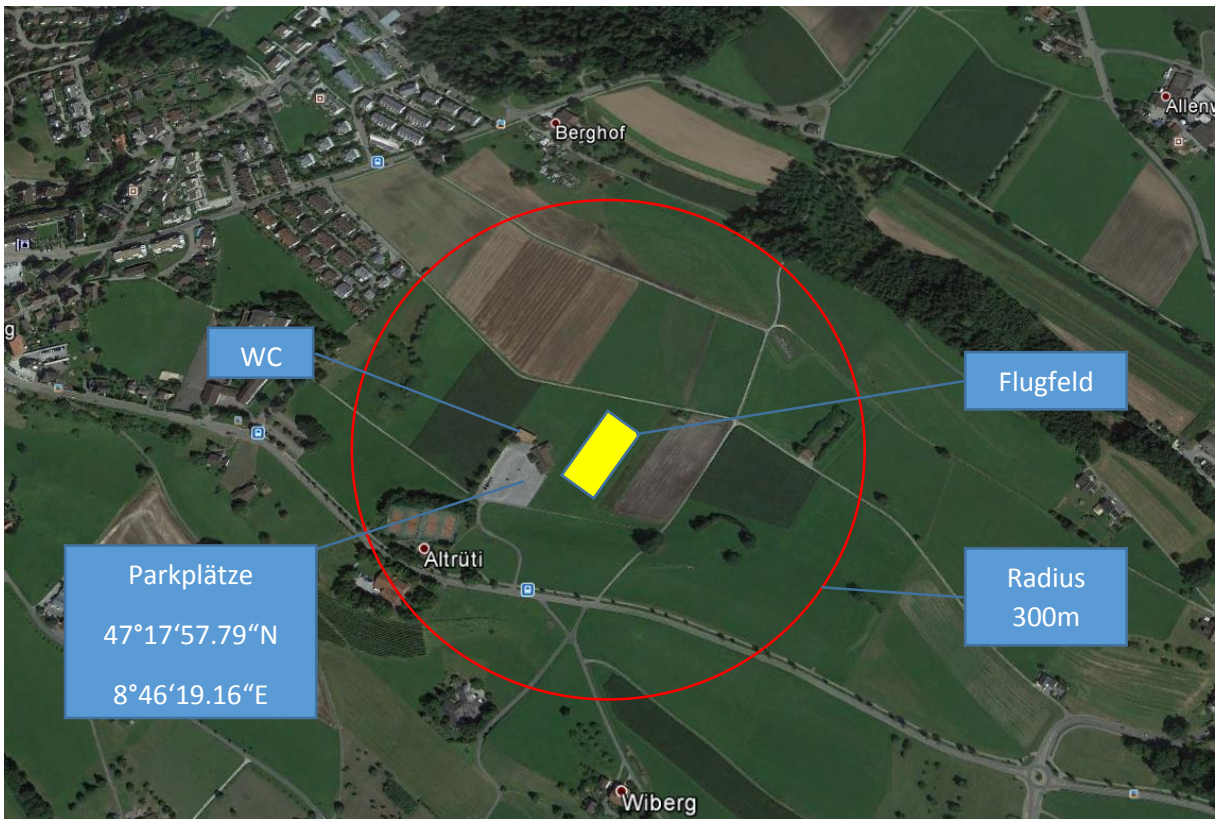 Berghof
Allenw
g
WC
Flugfeld
Altrüti
Parkplätze
47°17‘57.79“N
8°46‘19.16“E
Radius
300m
Wiberg